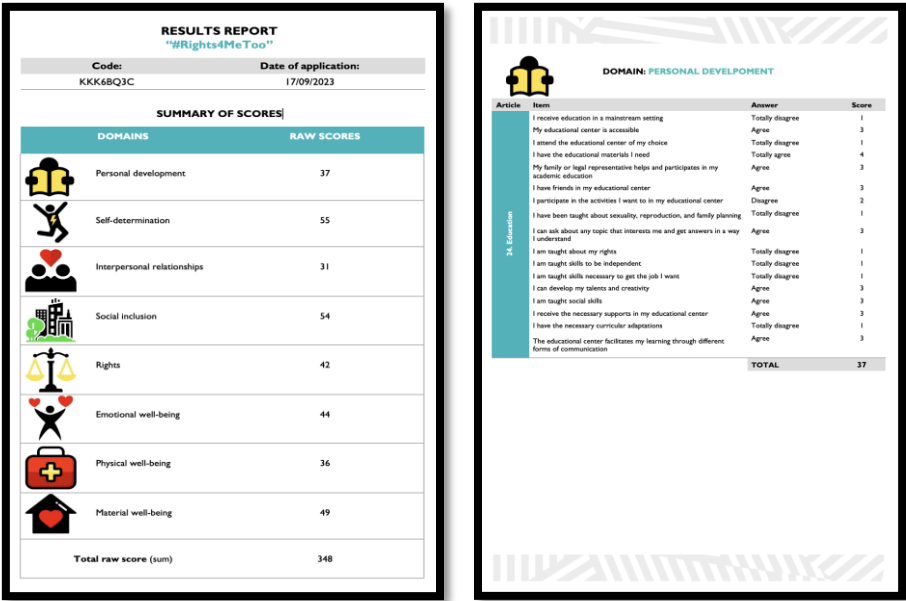 RESULTS REPORT
“#Rights4MeToo”
Code: Date of application:
KKK6BQ3C 17/09/2023
SUMMARY OF SCORES
DOMAINS RAW SCORES
Personal development 37
Self-determination 55
Interpersonal relationships 31
Social inclusion 54
Rights 42
Emotional well-being 44
Physical well-being 36
Material well-being 49
Total raw score (sum) 348
DOMAIN: PERSONAL DEVELPOMENT
Article Item Answer Score
24. Education
I receive education in a mainstream setting Totally disagree 1
My educational center is accessible Agree 3
I attend the educational center of my choice Totally disagree 1
I have the educational materials I need Totally agree 4
My family or legal representative helps and participates in my Agree 3
academic education
I have friends in my educational center Agree 3
I participate in the activities I want to in my educational center Disagree 2
I have been taught about sexuality, reproduction, and family planning Totally disagree 1
I can ask about any topic that interests me and get answers in a way Agree 3
I understand
I am taught about my rights Totally disagree 1
I am taught skills to be independent Totally disagree 1
I am taught skills necessary to get the job I want Totally disagree 1
I can develop my talents and creativity Agree 3
I am taught social skills Agree 3
I receive the necessary supports in my educational center Agree 3
I have the necessary curricular adaptations Totally disagree 1
The educational center facilitates my learning through different Agree 3
forms of communication
TOTAL 37